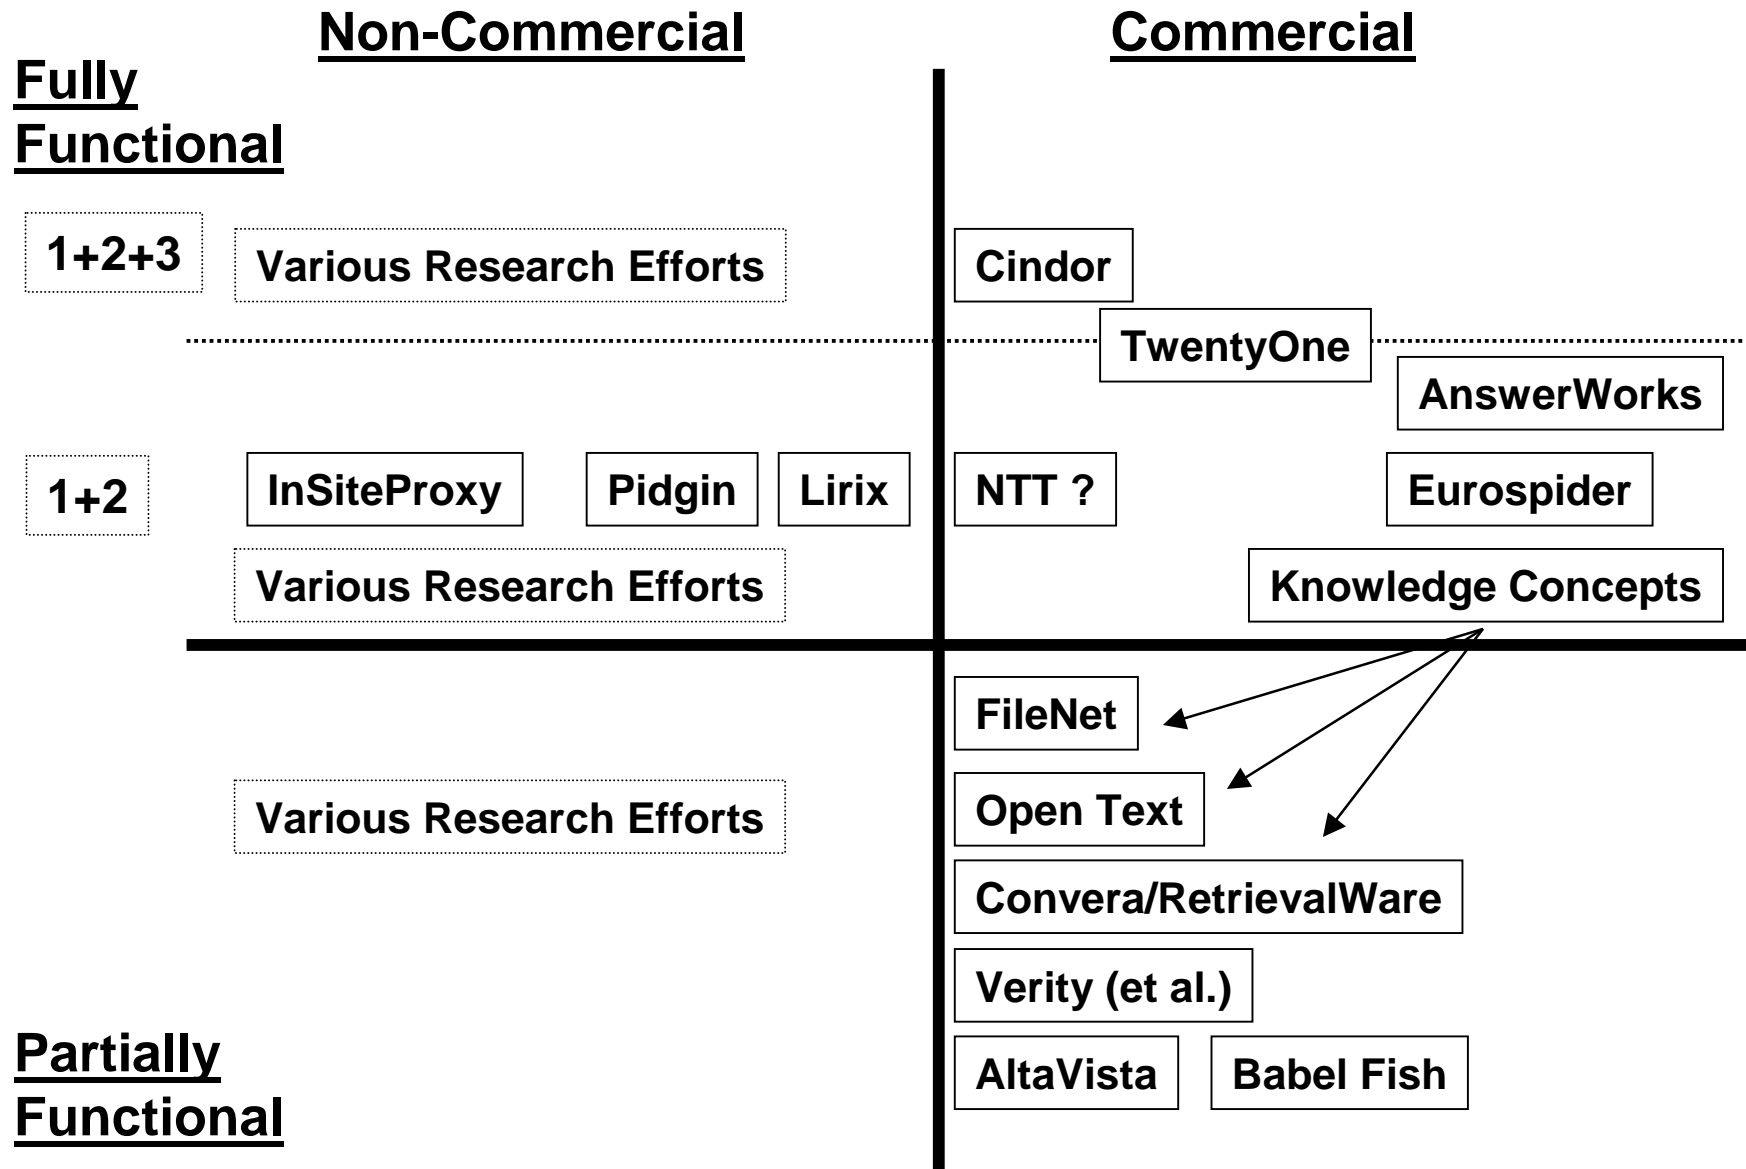 Non-Commercial
Commercial
Fully
Functional
1+2+3
Various Research Efforts
Cindor
TwentyOne
AnswerWorks
1+2
InSiteProxy
Pidgin
Lirix
NTT ?
Eurospider
Various Research Efforts
Knowledge Concepts
FileNet
Various Research Efforts
Open Text
Convera/RetrievalWare
Verity (et al.)
Partially
Functional
AltaVista
Babel Fish